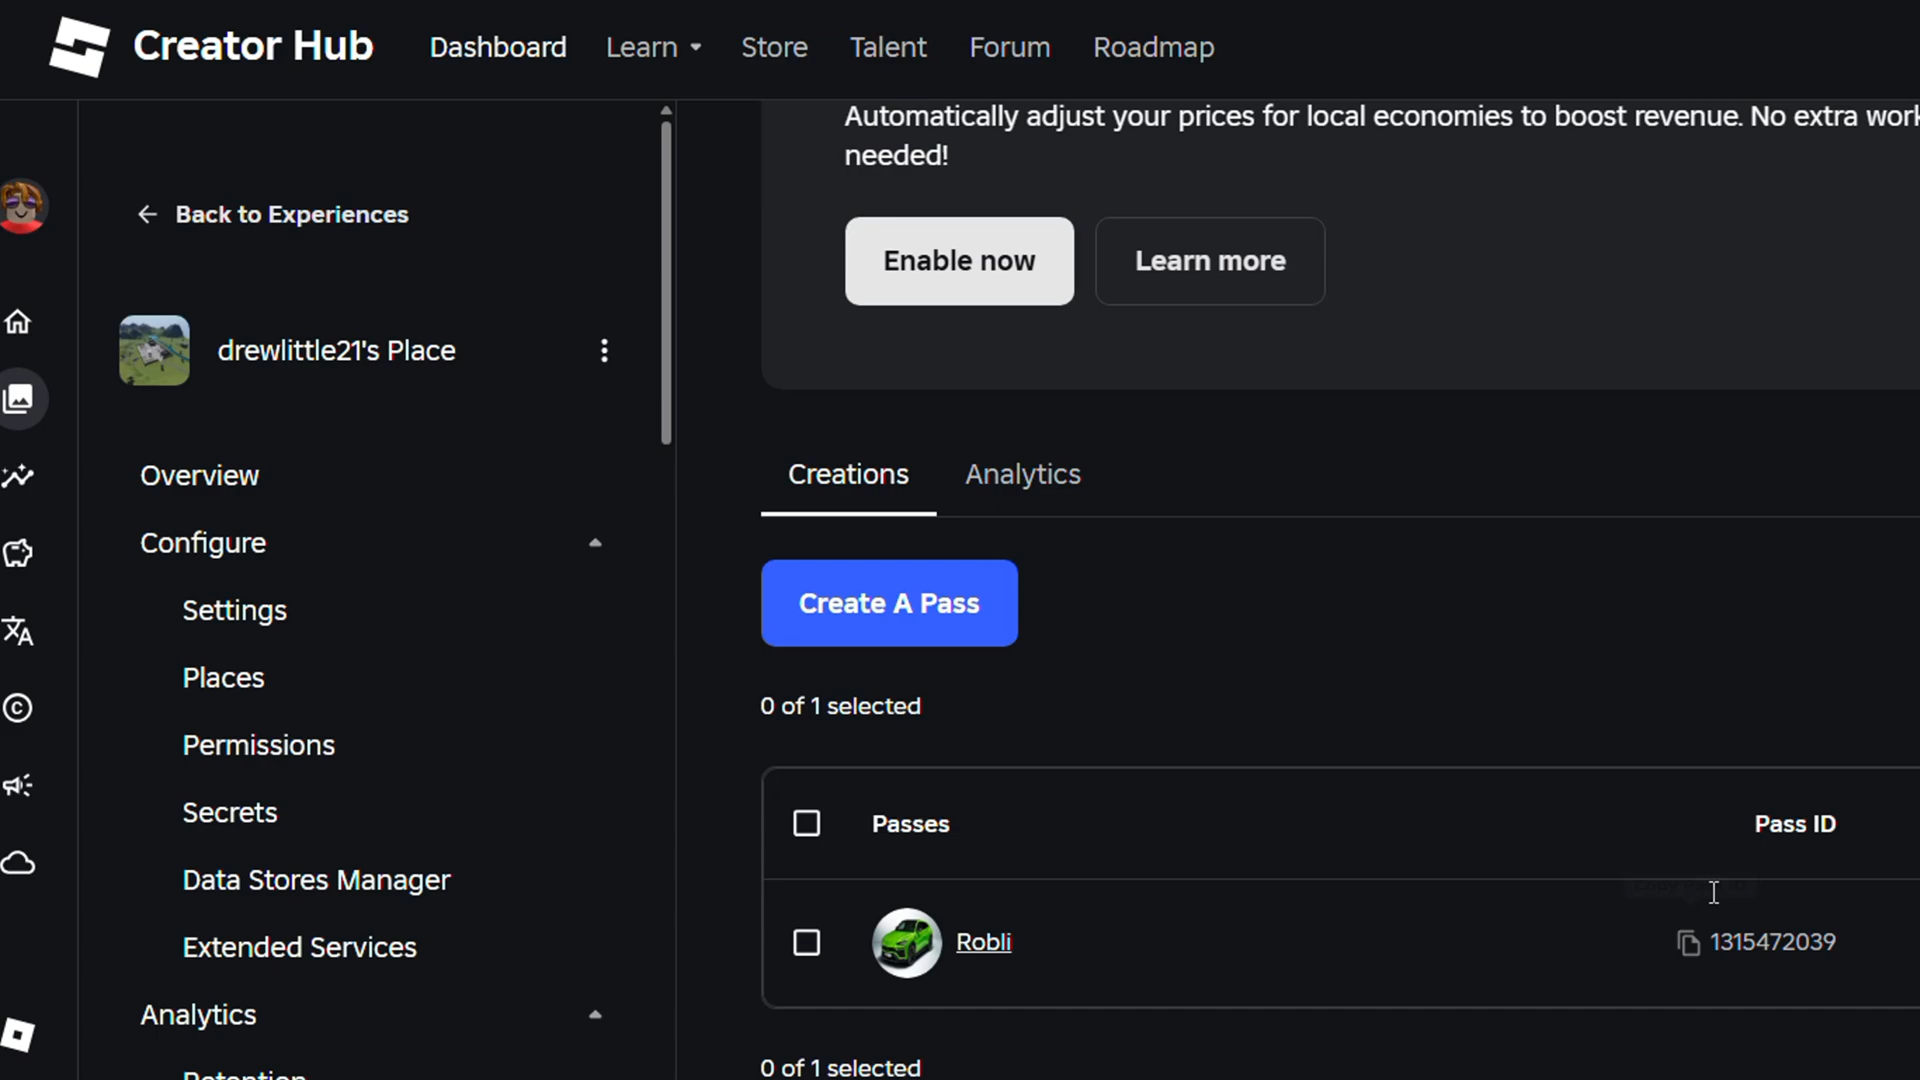 Creator Hub
Dashboard
Learn
Store
Talent
Forum
Roadmap
Automatically adjust your prices for local economies to boost revenue. No extra work
needed!
Enable now
Learn more
Back to Experiences
drewlittle21's Place
Overview
Configure
Settings
Places
Permissions
Secrets
Data Stores Manager
Extended Services
Analytics
Retention
Creations
Analytics
Create A Pass
0 of 1 selected
Passes
Pass ID
Robli
1315472039
0 of 1 selected